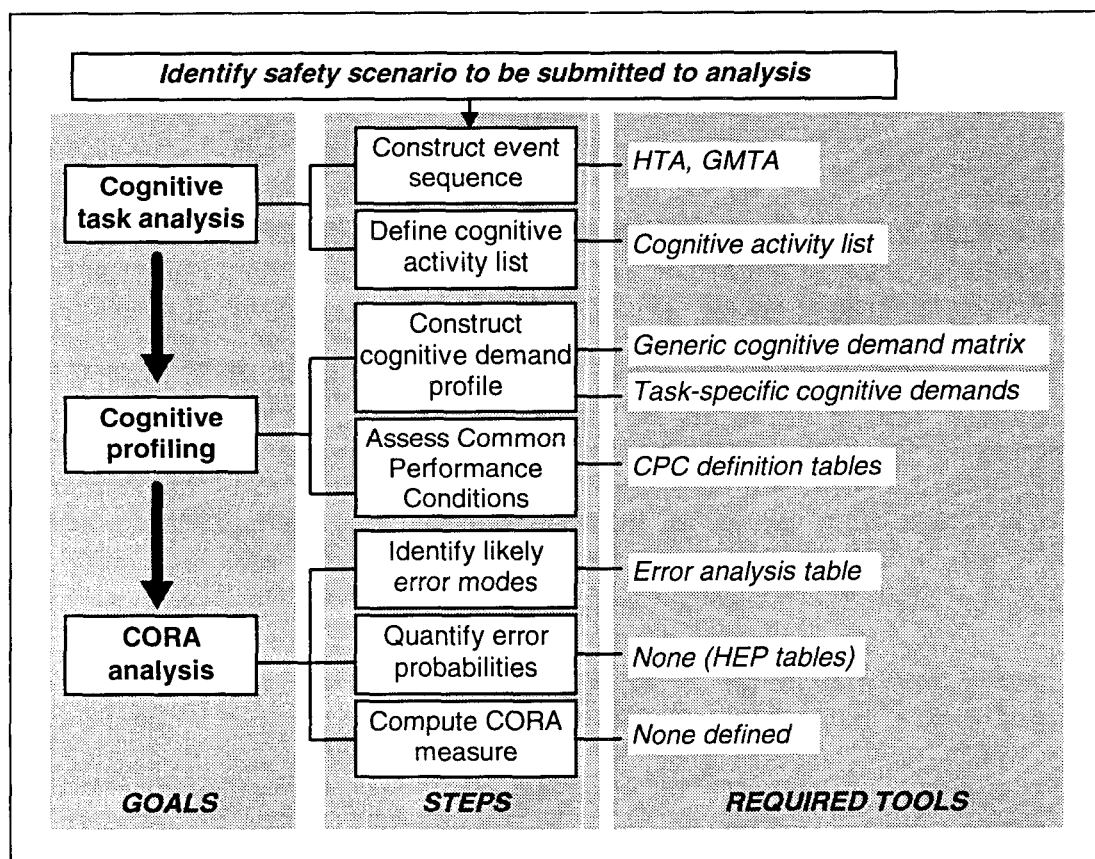 Identify safety scenario to be submitted to analysis
Cognitive
task analysis
Construct event
sequence
HTA, GMTA
Define cognitive
activity list
Cognitive activity list
Cognitive
profiling
Construct
cognitive demand
profile
Generic cognitive demand matrix
Task-specific cognitive demands
Assess Common
Performance
Conditions
CPC definition tables
CORA
analysis
Identify likely
error modes
Error analysis table
Quantify error
probabilities
None (HEP tables)
Compute CORA
measure
None defined
GOALS
STEPS
REQUIRED TOOLS